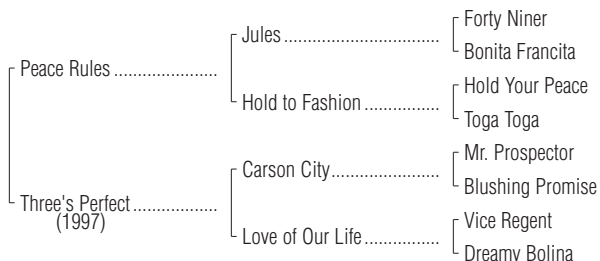 Forty Niner
Jules ................................
Bonita Francita
Peace Rules .....................
Hold Your Peace
Hold to Fashion ................
Toga Toga
Mr. Prospector
Carson City.......................
Blushing Promise
Three's Perfect .................
(1997)
Vice Regent
Love of Our Life ................
Dreamy Bolina